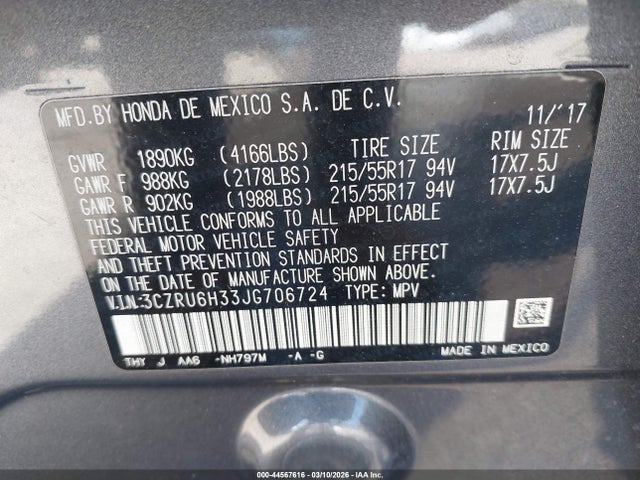 MFD.BY HONDA DE MEXICO S.A. DE C.V. 11/'17
TIRE SIZE RIM SIZE
GVWR 1890KG (4166LBS)
GAWR F 988KG (2178LBS) 215/55R17 94V 17X7.5J
GAWR R 902KG (1988LBS) 215/55R17 94V 17X7.5J
THIS VEHICLE CONFORMS TO ALL APPLICABLE
FEDERAL MOTOR VEHICLE SAFETY
AND THEFT PREVENTION STANDARDS IN EFFECT
ON THE DATE OF MANUFACTURE SHOWN ABOVE.
V.I.N:3CZRU6H33JG706724 TYPE: MPV
THY J AA6 -NH797M -A -G MADE IN MEXICO
000-44567616 | 03/10/2026 | IAA, Inc.